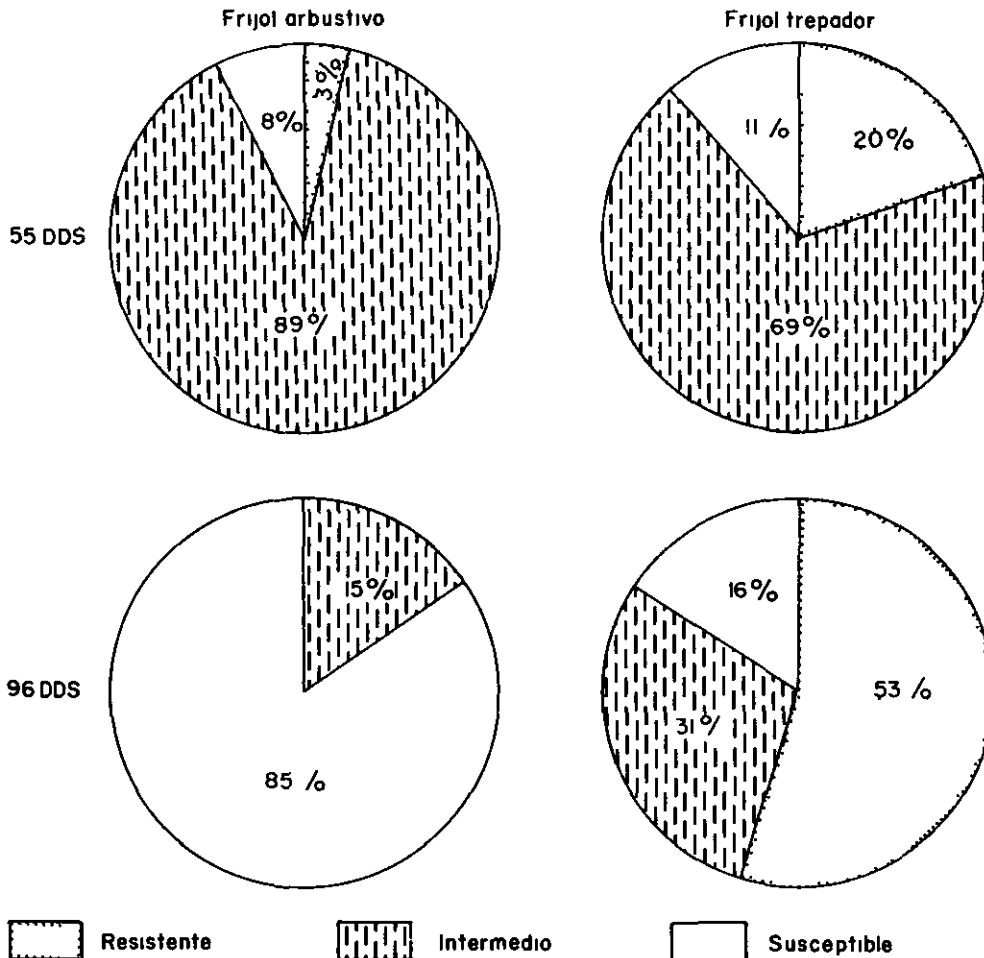 Frijol arbustivo
Frijol trepador
8%
3%
11 /
20%
55 DDS
89%
69%
15%
16%
53 /
96 DDS
31%
85 /
Resistente
Intermedio
Susceptible